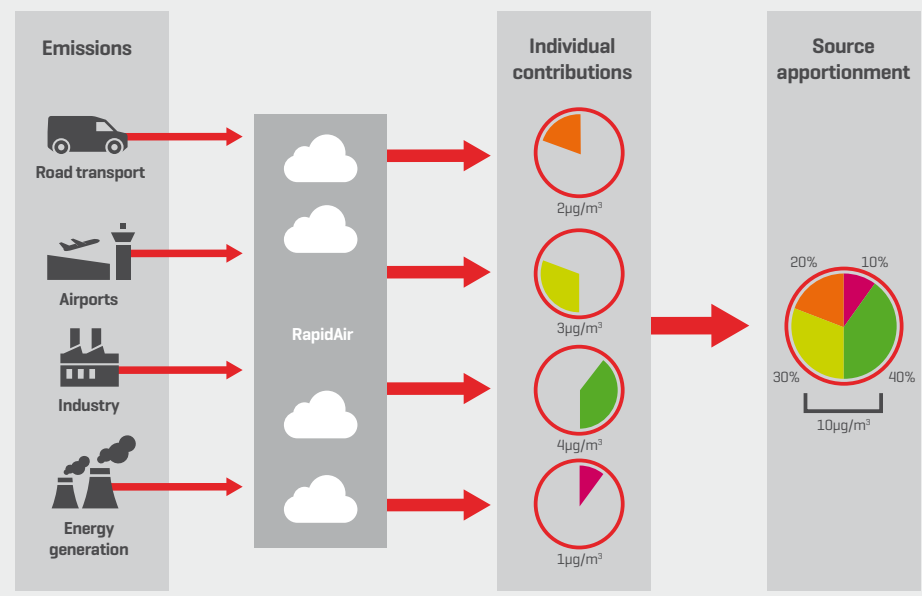 Emissions
Road transport
Airports
Industry
Energy
generation
RapidAir
Individual
contributions
2µg/m³
3µg/m³
4µg/m³
1µg/m³
Source
apportionment
20%
10%
30%
40%
10µg/m³